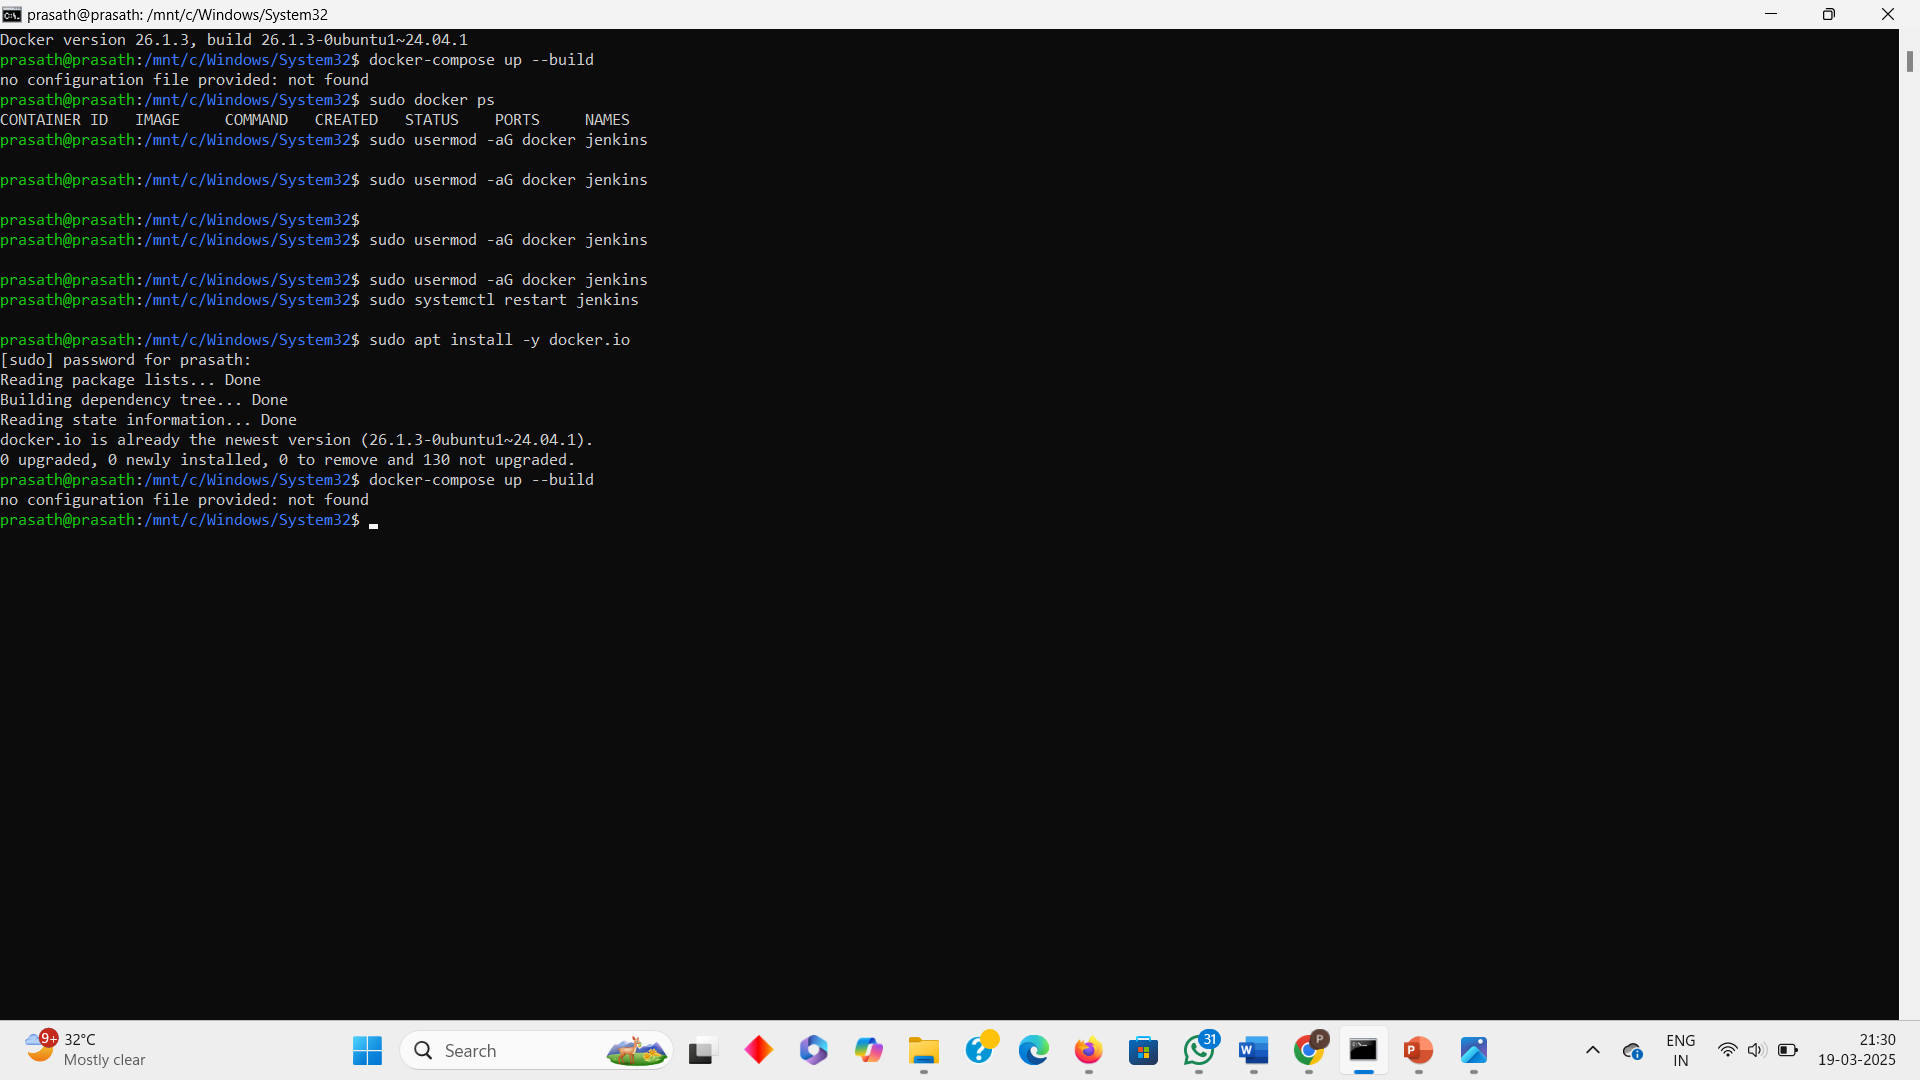 prasath@prasath: /mnt/c/Windows/System32
Docker version 26.1.3, build 26.1.3-0ubuntu1~24.04.1
prasath@prasath:/mnt/c/Windows/System32$ docker-compose up --build
no configuration file provided: not found
prasath@prasath:/mnt/c/Windows/System32$ sudo docker ps
CONTAINER ID   IMAGE     COMMAND   CREATED   STATUS    PORTS     NAMES
prasath@prasath:/mnt/c/Windows/System32$ sudo usermod -aG docker jenkins
prasath@prasath:/mnt/c/Windows/System32$ sudo usermod -aG docker jenkins
prasath@prasath:/mnt/c/Windows/System32$
prasath@prasath:/mnt/c/Windows/System32$ sudo usermod -aG docker jenkins
prasath@prasath:/mnt/c/Windows/System32$ sudo usermod -aG docker jenkins
prasath@prasath:/mnt/c/Windows/System32$ sudo systemctl restart jenkins
prasath@prasath:/mnt/c/Windows/System32$ sudo apt install -y docker.io
[sudo] password for prasath:
Reading package lists... Done
Building dependency tree... Done
Reading state information... Done
docker.io is already the newest version (26.1.3-0ubuntu1~24.04.1).
0 upgraded, 0 newly installed, 0 to remove and 130 not upgraded.
prasath@prasath:/mnt/c/Windows/System32$ docker-compose up --build
no configuration file provided: not found
prasath@prasath:/mnt/c/Windows/System32$
9+
32°C
Mostly clear
Search
31
P
ENG
IN
21:30
19-03-2025